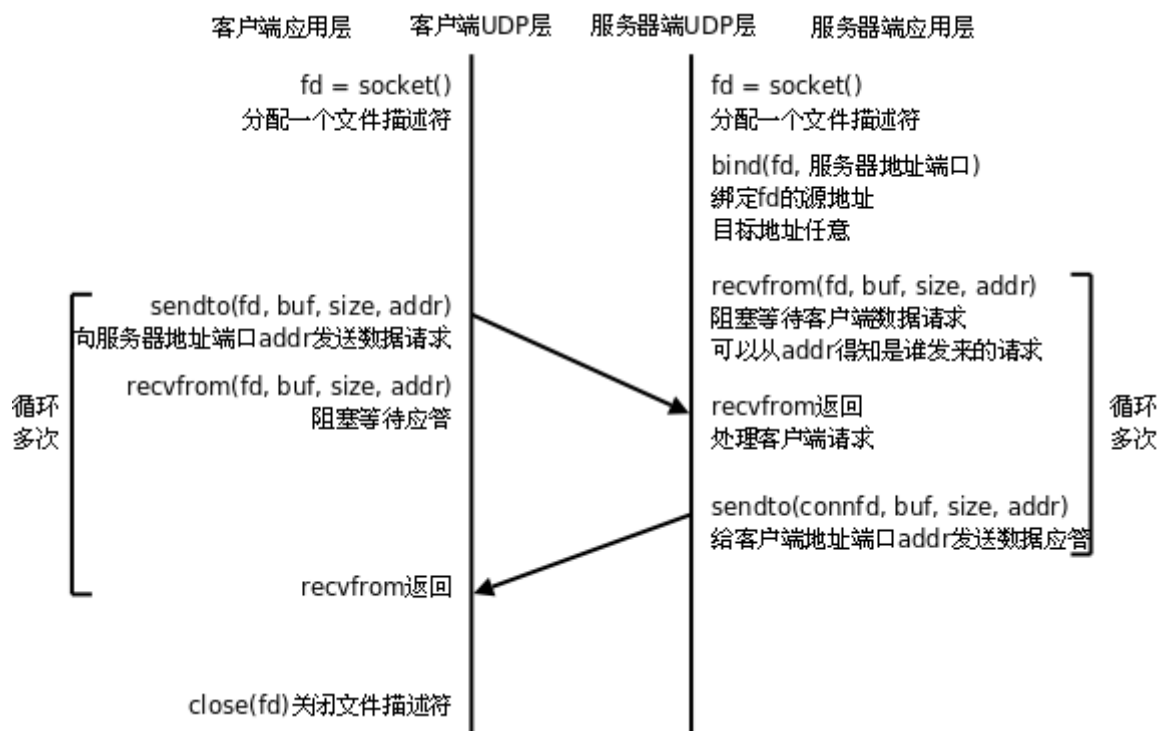 客户端应用层 客户端UDP层 服务器端UDP层 服务器端应用层
fd = socket()
分配一个文件描述符
sendto(fd, buf, size, addr)
向服务器地址端口addr发送数据请求
recvfrom(fd, buf, size, addr)
阻塞等待应管
循环
多次
recvfrom返回
close(fd)关闭文件描述符
fd = socket()
分配一个文件描述符
bind(fd, 服务器地址端口)
绑定fd的源地址
目标地址任意
recvfrom(fd, buf, size, addr)
阻塞等待客户端数据请求
可以从addr得知是谁发来的请求
recvfrom返回
处理客户端请求
循环
多次
sendto(connfd, buf, size, addr)
给客户端地址端口addr发送数据应管